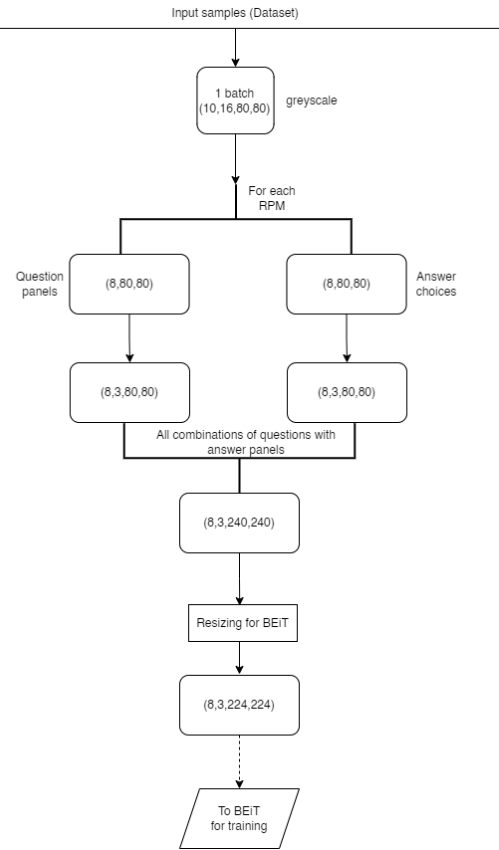 Input samples (Dataset)
1 batch
(10,16,80,80)
greyscale
For each
RPM
Question
panels
(8,80,80)
(8,80,80)
Answer
choices
(8,3,80,80)
(8,3,80,80)
All combinations of questions with
answer panels
(8,3,240,240)
Resizing for BEiT
(8,3,224,224)
To BEiT
for training